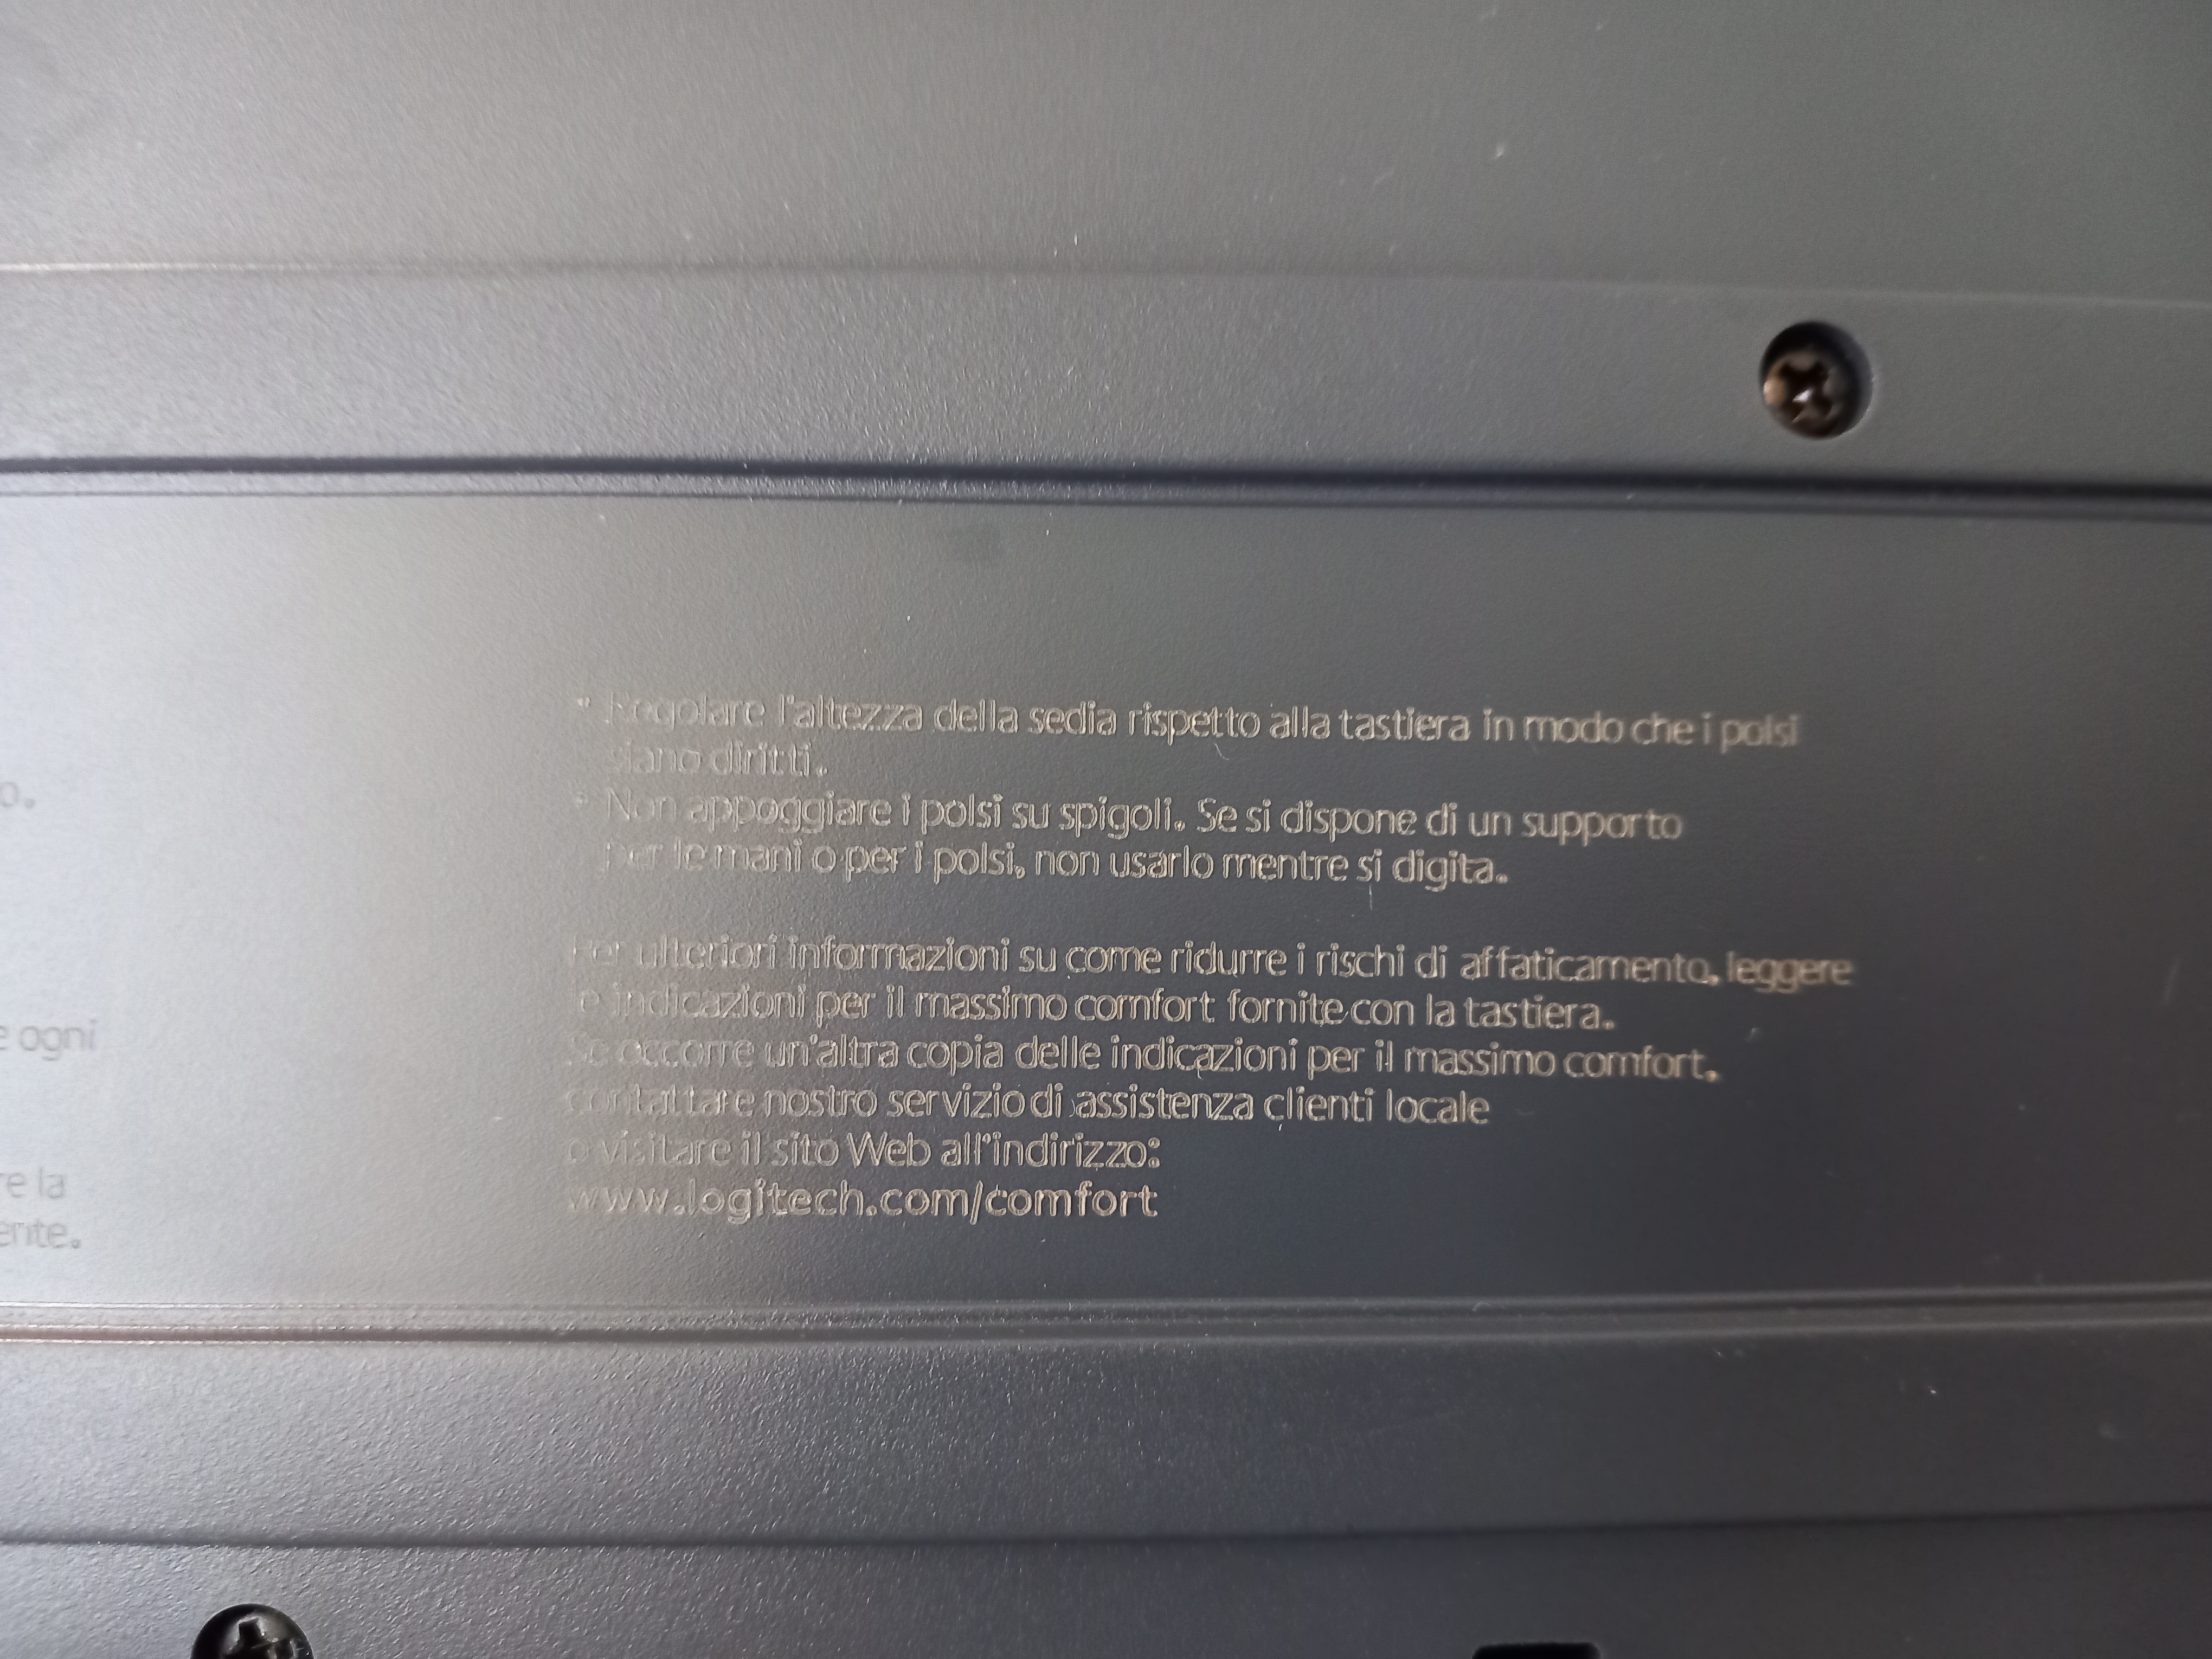 o.
e ogni
re la
ente.
* Regolare l'altezza della sedia rispetto alla tastiera in modo che i polsi
siano diritti.
* Non appoggiare i polsi su spigoli. Se si dispone di un supporto
per le mani o per i polsi, non usarlo mentre si digita.
Per ulteriori informazioni su come ridurre i rischi di affaticamento, leggere
le indicazioni per il massimo comfort fornite con la tastiera.
Se occorre un'altra copia delle indicazioni per il massimo comfort,
contattare nostro servizio di assistenza clienti locale
o visitare il sito Web all'indirizzo:
www.logitech.com/comfort